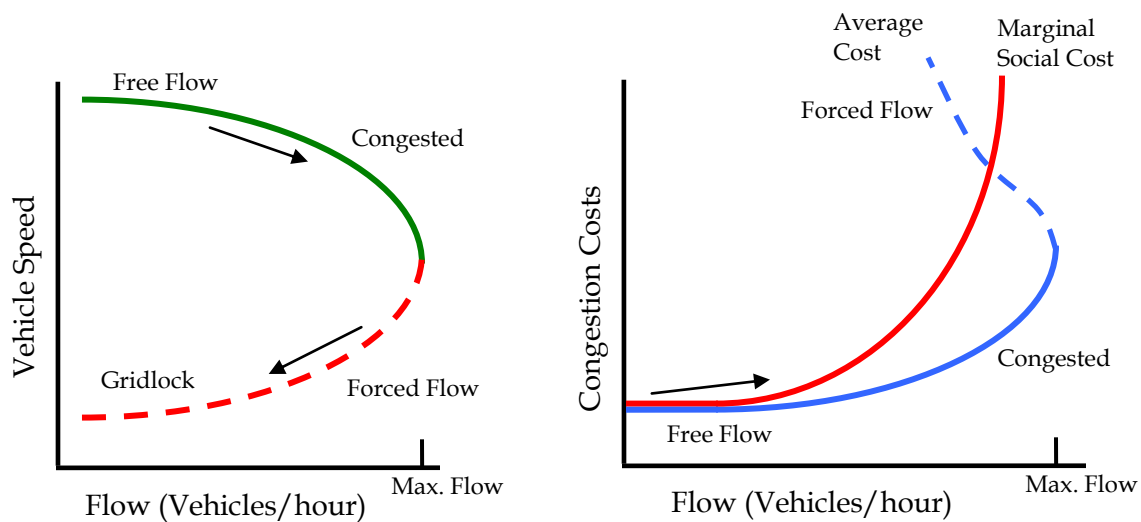 Free Flow
Congested
Vehicle Speed
Gridlock
Forced Flow
Max. Flow
Flow (Vehicles/hour)
Average
Cost
Marginal
Social Cost
Forced Flow
Congestion Costs
Congested
Free Flow
Max. Flow
Flow (Vehicles/hour)